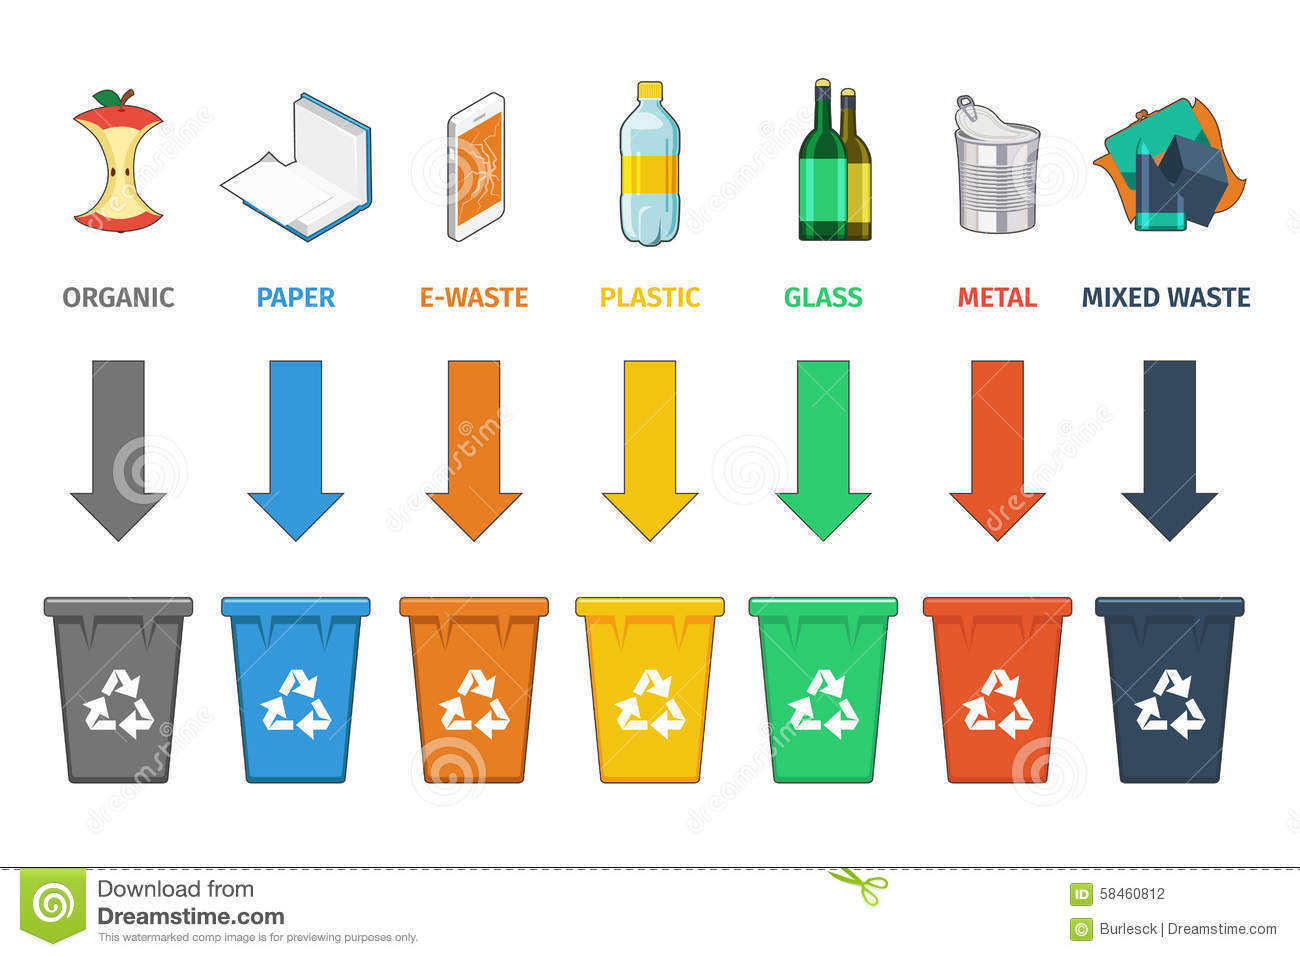 ORGANIC PAPER E-WASTE PLASTIC GLASS METAL MIXED WASTE
dreamstime
Download from
Dreamstime.com
This watermarked comp image is for previewing purposes only.
ID 58460812
© Burlesck | Dreamstime.com